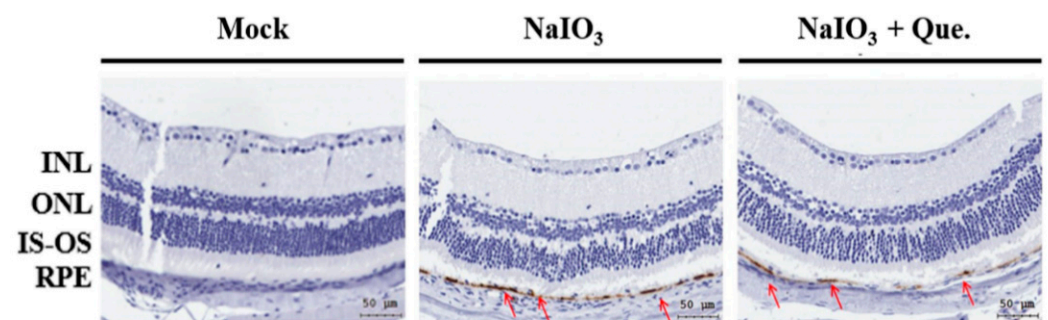 Mock
NaIO₃
NaIO₃ + Que.
INL
ONL
IS-OS
RPE
50 μm
50 μm
50 μm